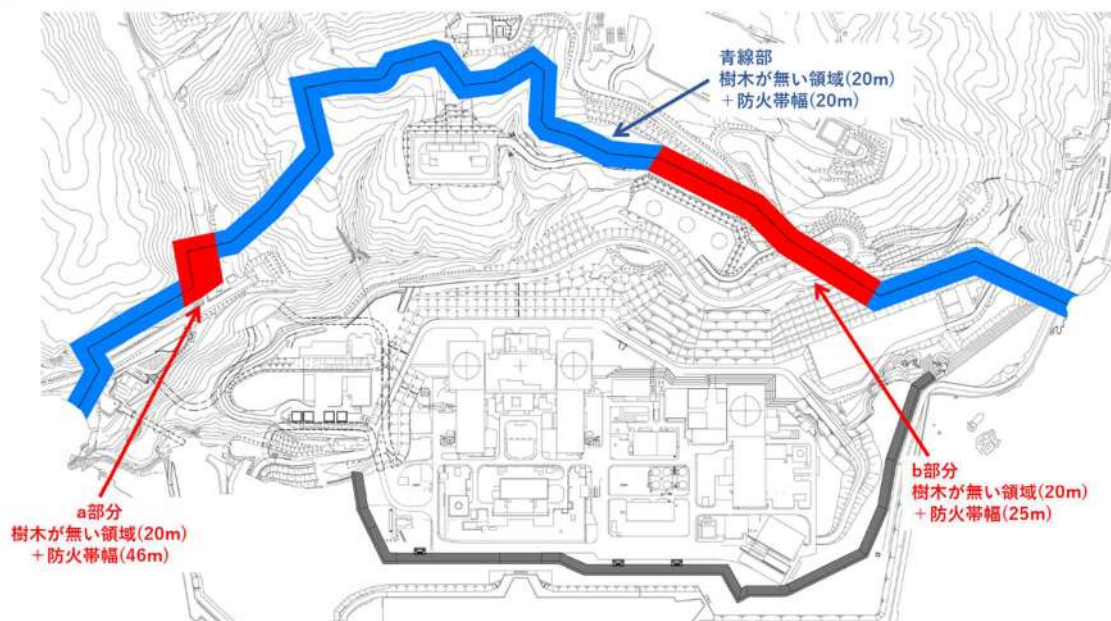 青線部
樹木が無い領域(20m)
＋防火帯幅(20m)
b部分
樹木が無い領域(20m)
＋防火帯幅(25m)
a部分
樹木が無い領域(20m)
＋防火帯幅(46m)